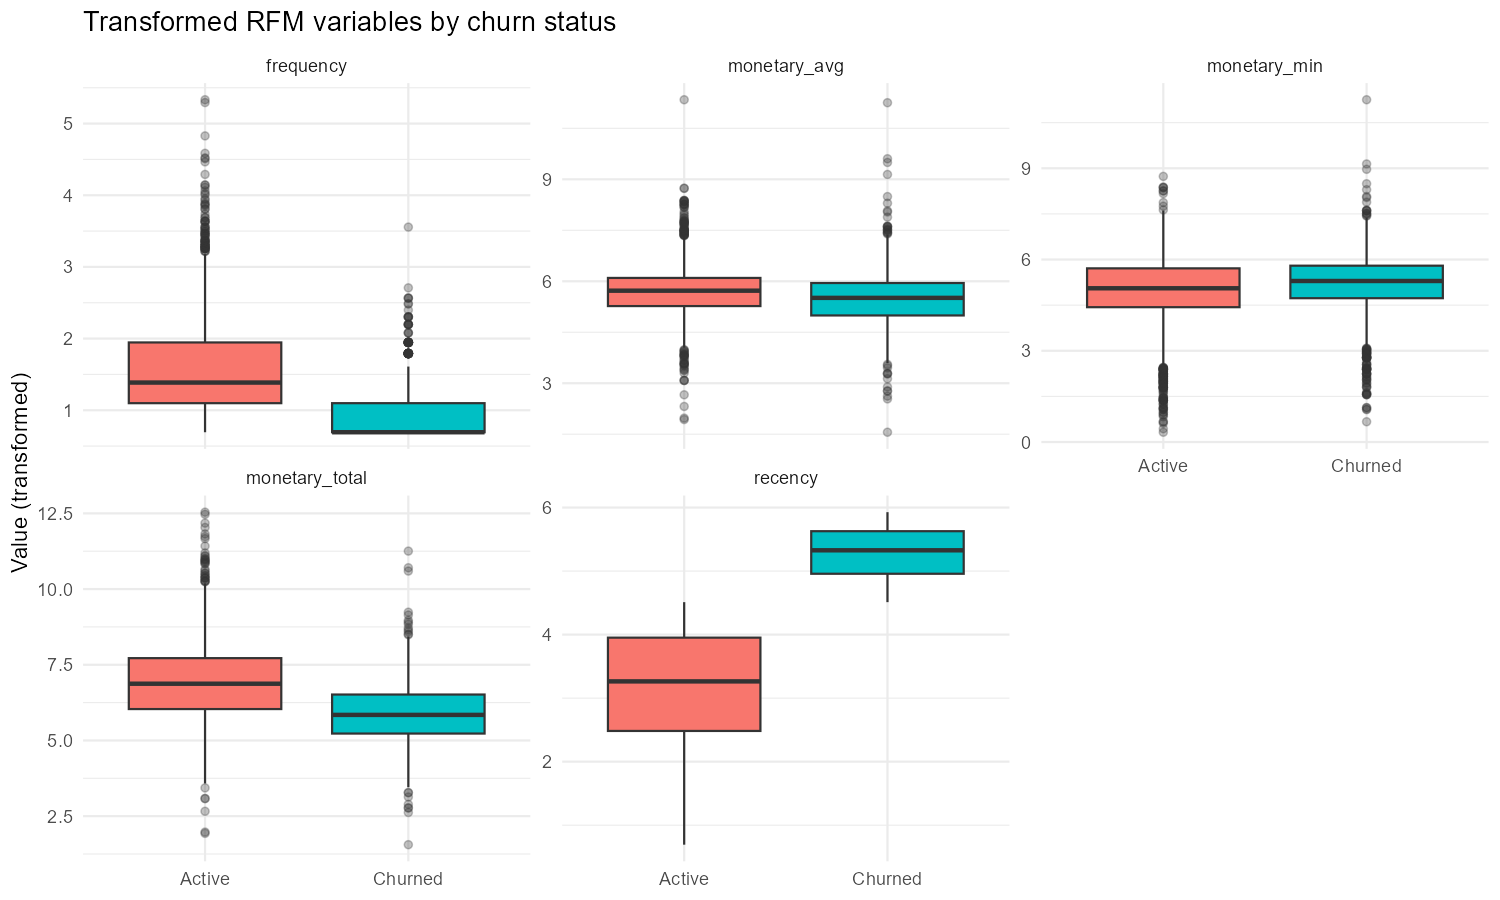 Transformed RFM variables by churn status
frequency
monetary_avg
monetary_min
5
4
3
2
1
9
6
3
9
6
3
0
Active
Churned
Value (transformed)
monetary_total
recency
12.5
10.0
7.5
5.0
2.5
6
4
2
Active
Churned
Active
Churned